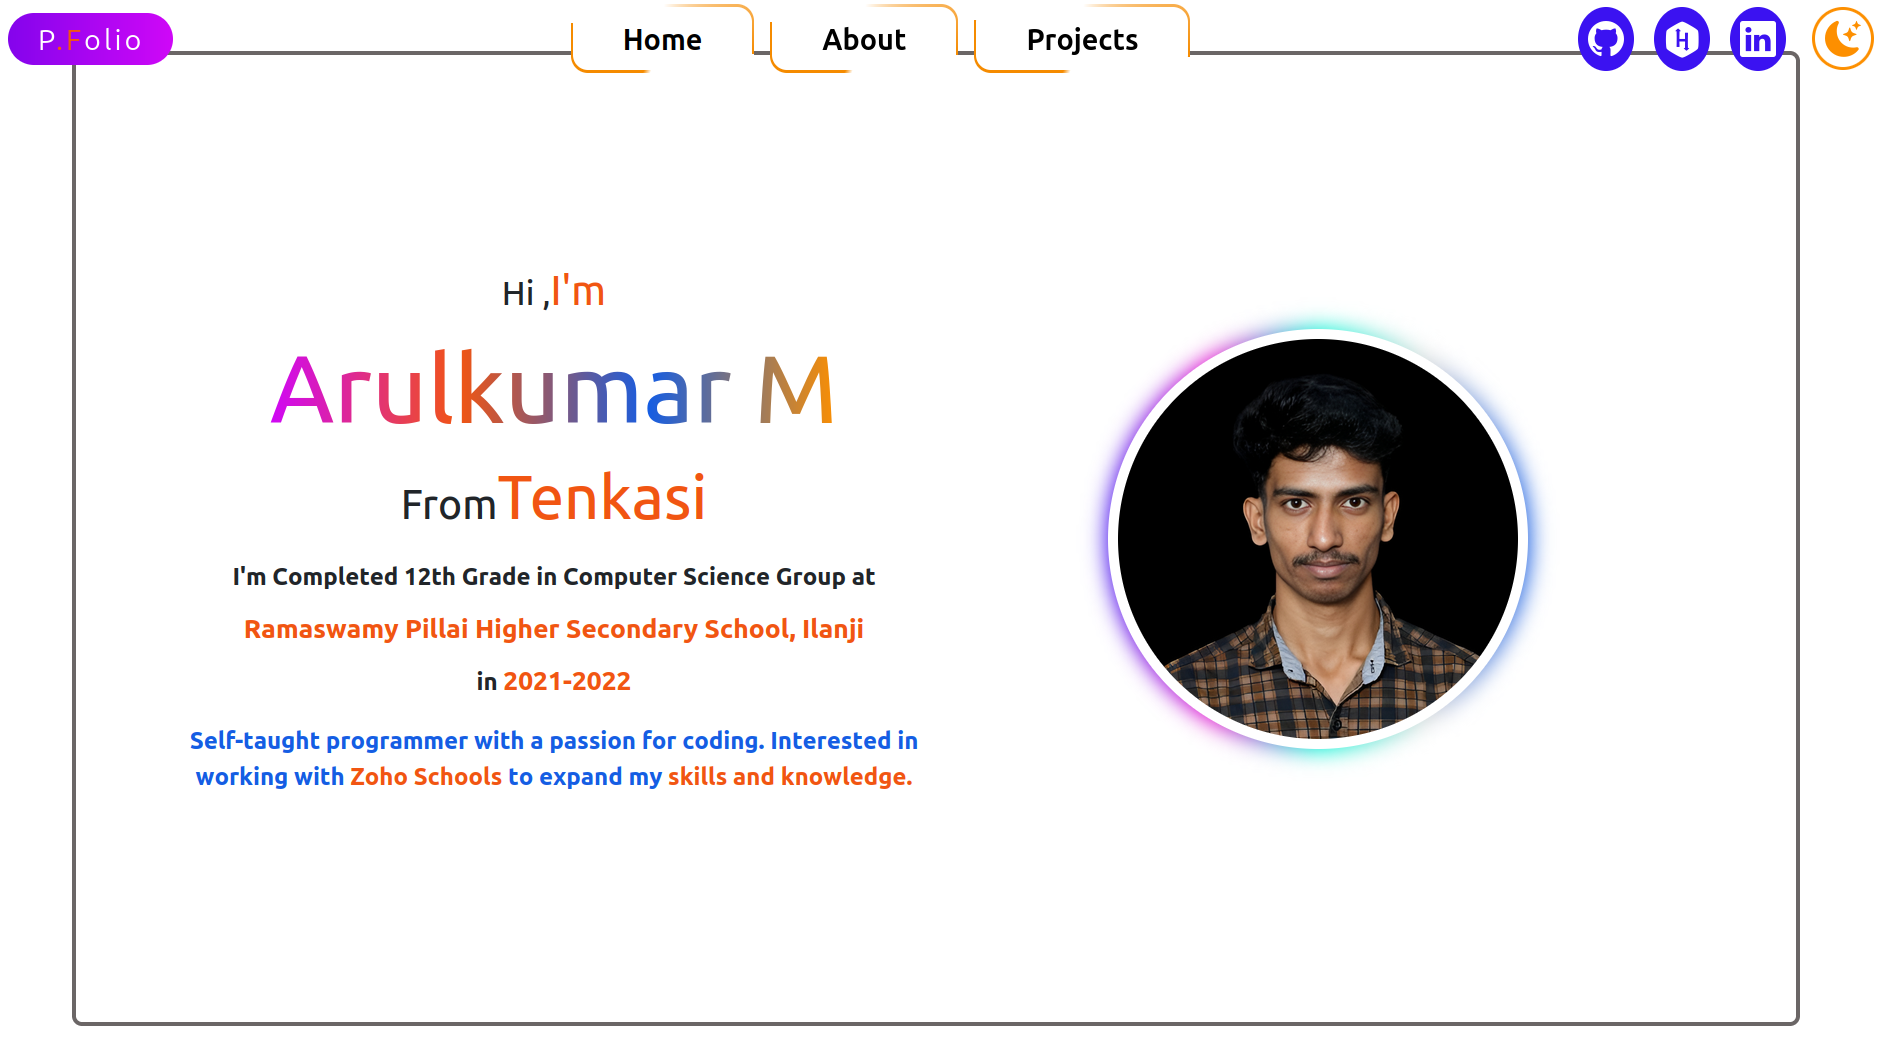 P.Folio
Home
About
Projects
Hi ,I'm
Arulkumar M
FromTenkasi
I'm Completed 12th Grade in Computer Science Group at
Ramaswamy Pillai Higher Secondary School, Ilanji
in 2021-2022
Self-taught programmer with a passion for coding. Interested in
working with Zoho Schools to expand my skills and knowledge.